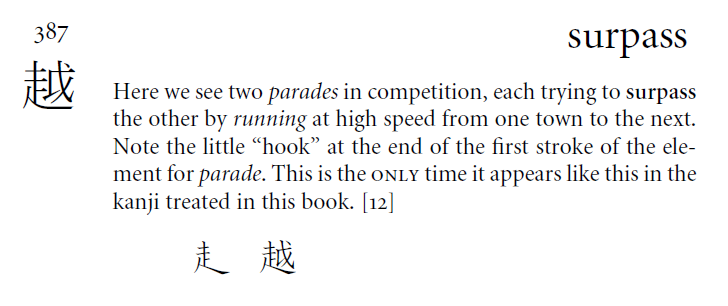 387
surpass
越
Here we see two parades in competition, each trying to surpass
the other by running at high speed from one town to the next.
Note the little “hook” at the end of the first stroke of the ele-
ment for parade. This is the ONLY time it appears like this in the
kanji treated in this book. [12]
走 越